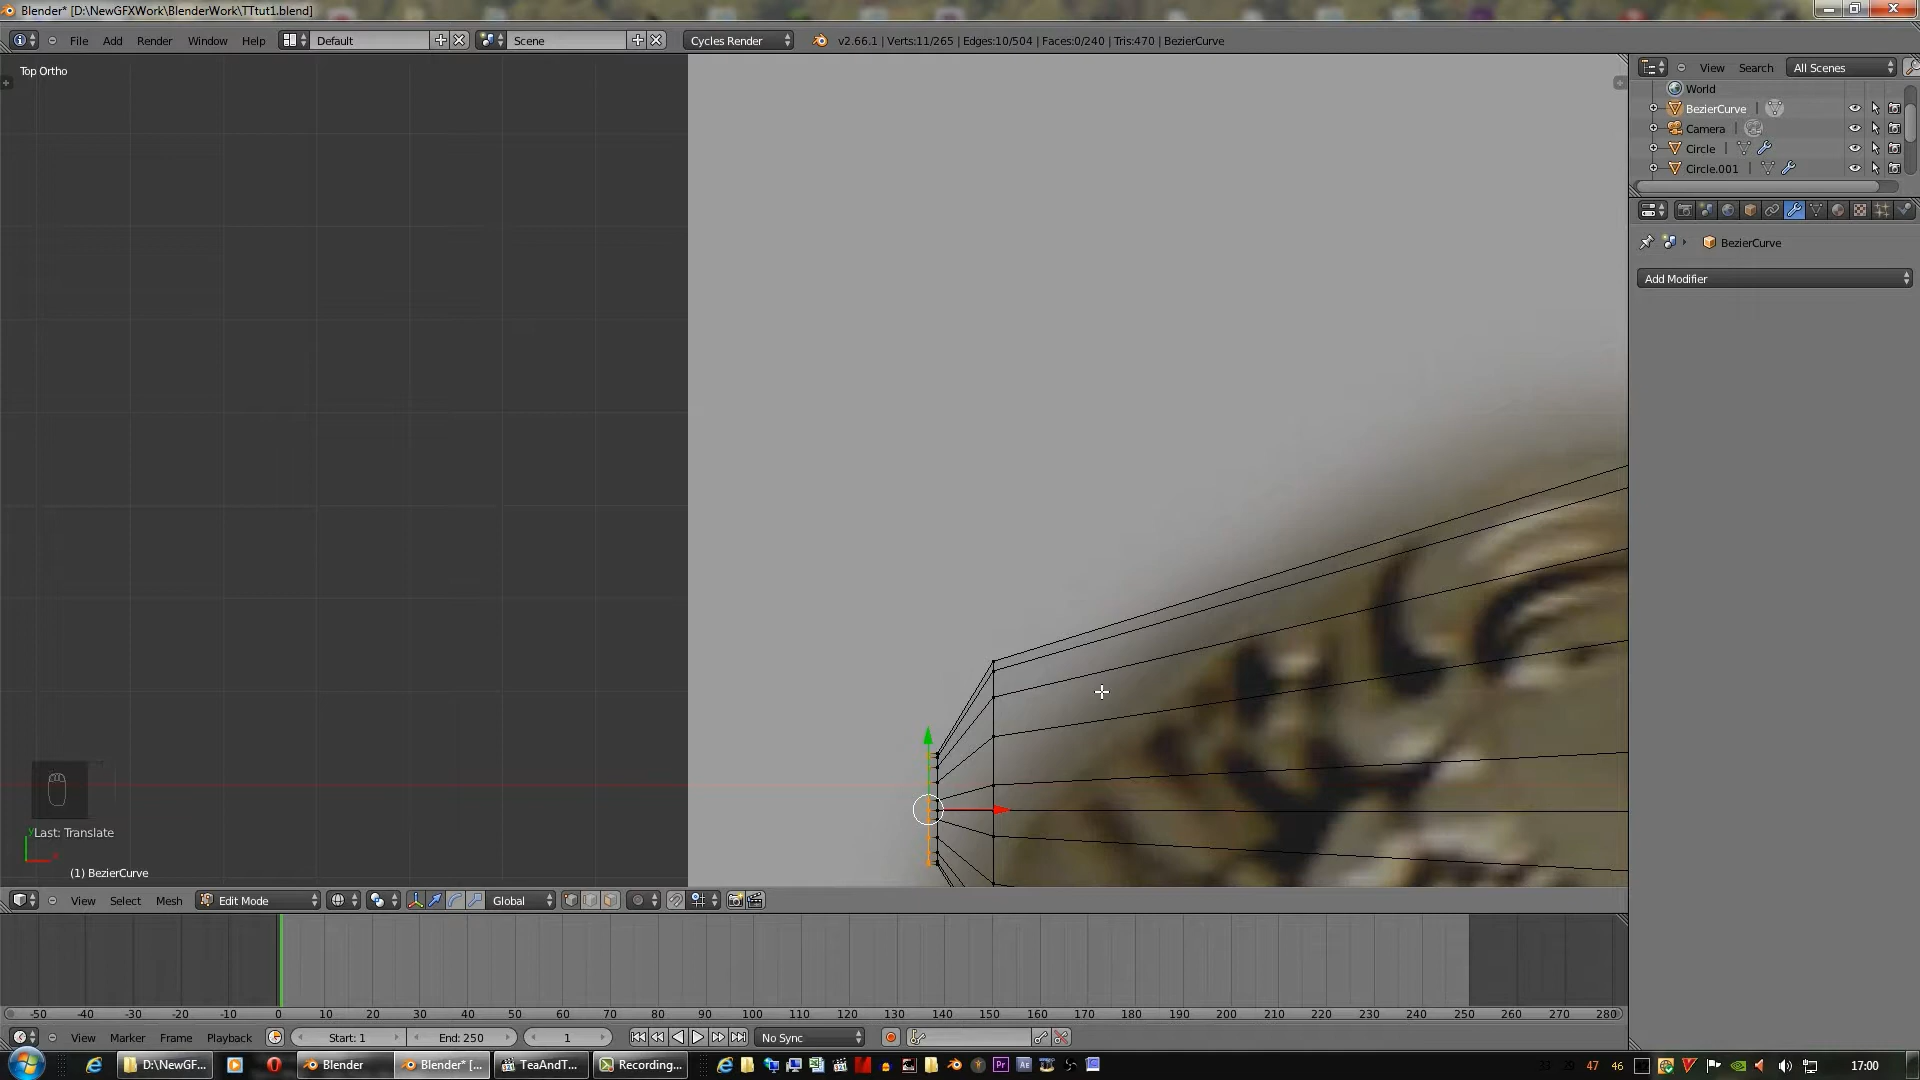 Blender* [D:\NewGFXWork\BlenderWork\TTtut1.blend]
File Add Render Window Help Default Scene Cycles Render v2.66.1 | Verts:11/265 | Edges:10/504 | Faces:0/240 | Tris:470 | BezierCurve
Top Ortho
View Search All Scenes
World
BezierCurve
Camera
Circle
Circle.001
BezierCurve
Add Modifier
Last: Translate
(1) BezierCurve
View Select Mesh Edit Mode Global
-50 -40 -30 -20 -10 0 10 20 30 40 50 60 70 80 90 100 110 120 130 140 150 160 170 180 190 200 210 220 230 240 250 260 270 280
View Marker Frame Playback Start: 1 End: 250 1 No Sync
D:\NewGF... Blender Blender* [... TeaAndT... Recording... 47 46 17:00